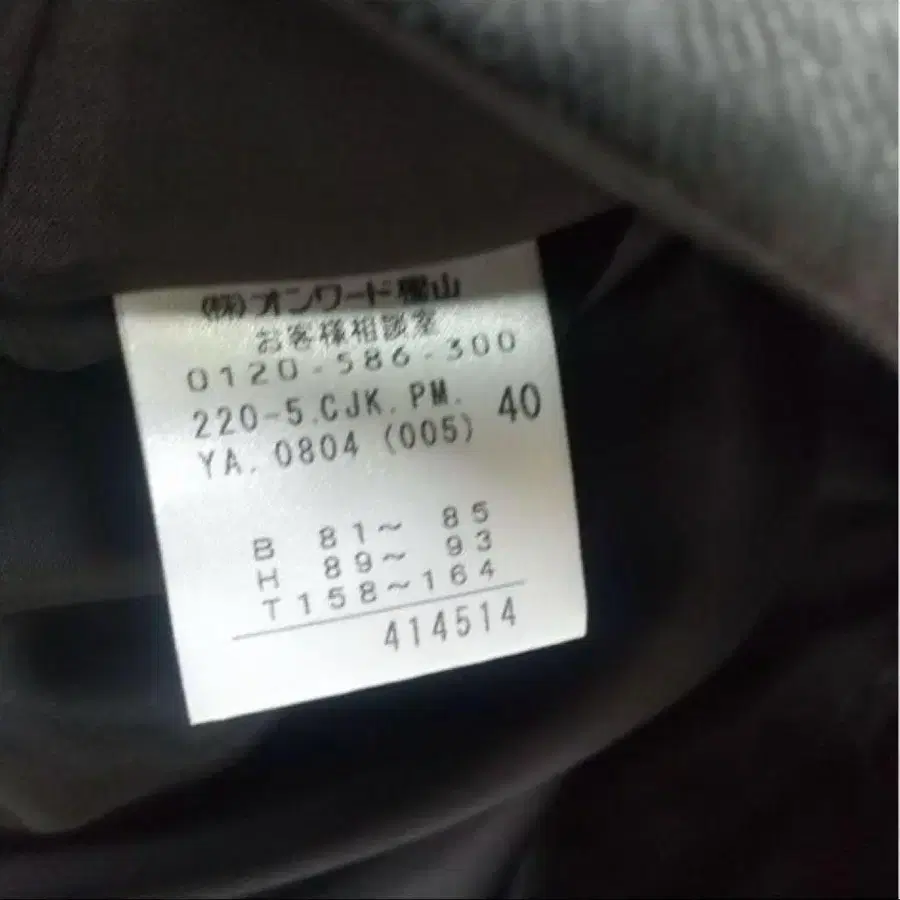 (株)オンワード樫山
お客様相談室
0120-586-300
220-5.CJK.PM. 40
YA. 0804 (005)
B 81~ 85
H 89~ 93
T 158~164
414514